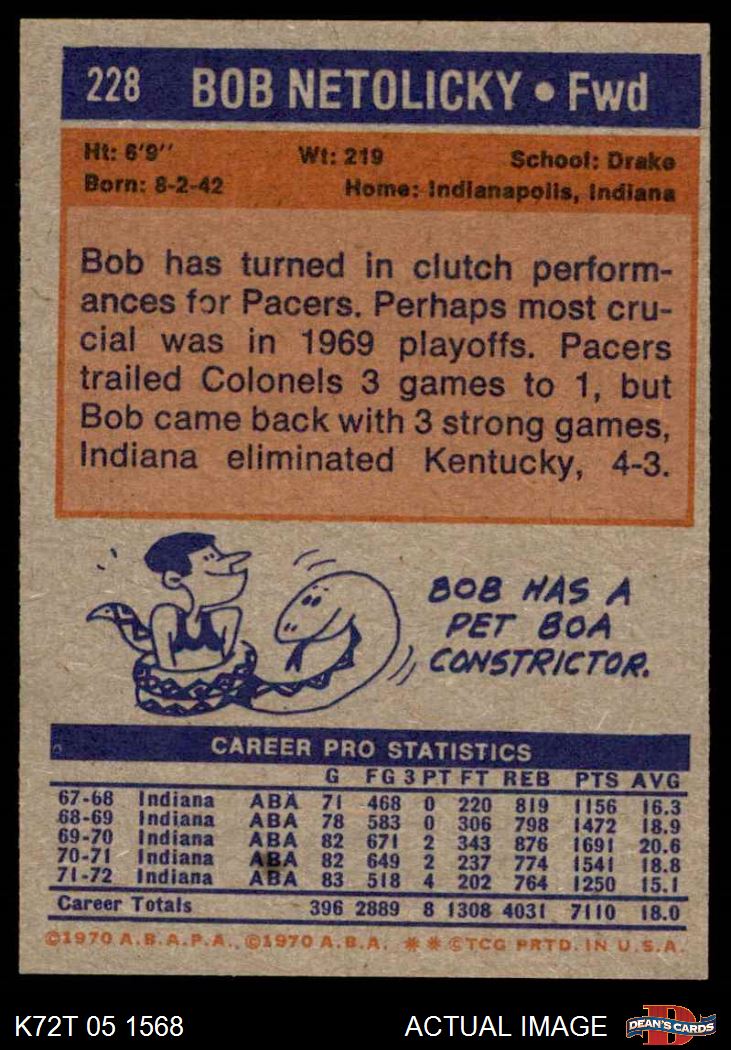 228 BOB NETOLICKY • Fwd
Ht: 6'9'' Wt: 219 School: Drake
Born: 8-2-42 Home: Indianapolis, Indiana
Bob has turned in clutch perform-
ances for Pacers. Perhaps most cru-
cial was in 1969 playoffs. Pacers
trailed Colonels 3 games to 1, but
Bob came back with 3 strong games,
Indiana eliminated Kentucky, 4-3.
BOB HAS A
PET BOA
CONSTRICTOR.
CAREER PRO STATISTICS
G FG 3 PT FT REB PTS AVG
67-68 Indiana ABA 71 468 0 220 819 1156 16.3
68-69 Indiana ABA 78 583 0 306 798 1472 18.9
69-70 Indiana ABA 82 671 2 343 876 1691 20.6
70-71 Indiana ABA 82 649 2 237 774 1541 18.8
71-72 Indiana ABA 83 518 4 202 764 1250 15.1
Career Totals 396 2889 8 1308 4031 7110 18.0
©1970 A.B.A.P.A., ©1970 A.B.A. ✱ ✱ ©TCG PRTD. IN U.S.A.
K72T 05 1568 ACTUAL IMAGE D DEAN'S CARDS